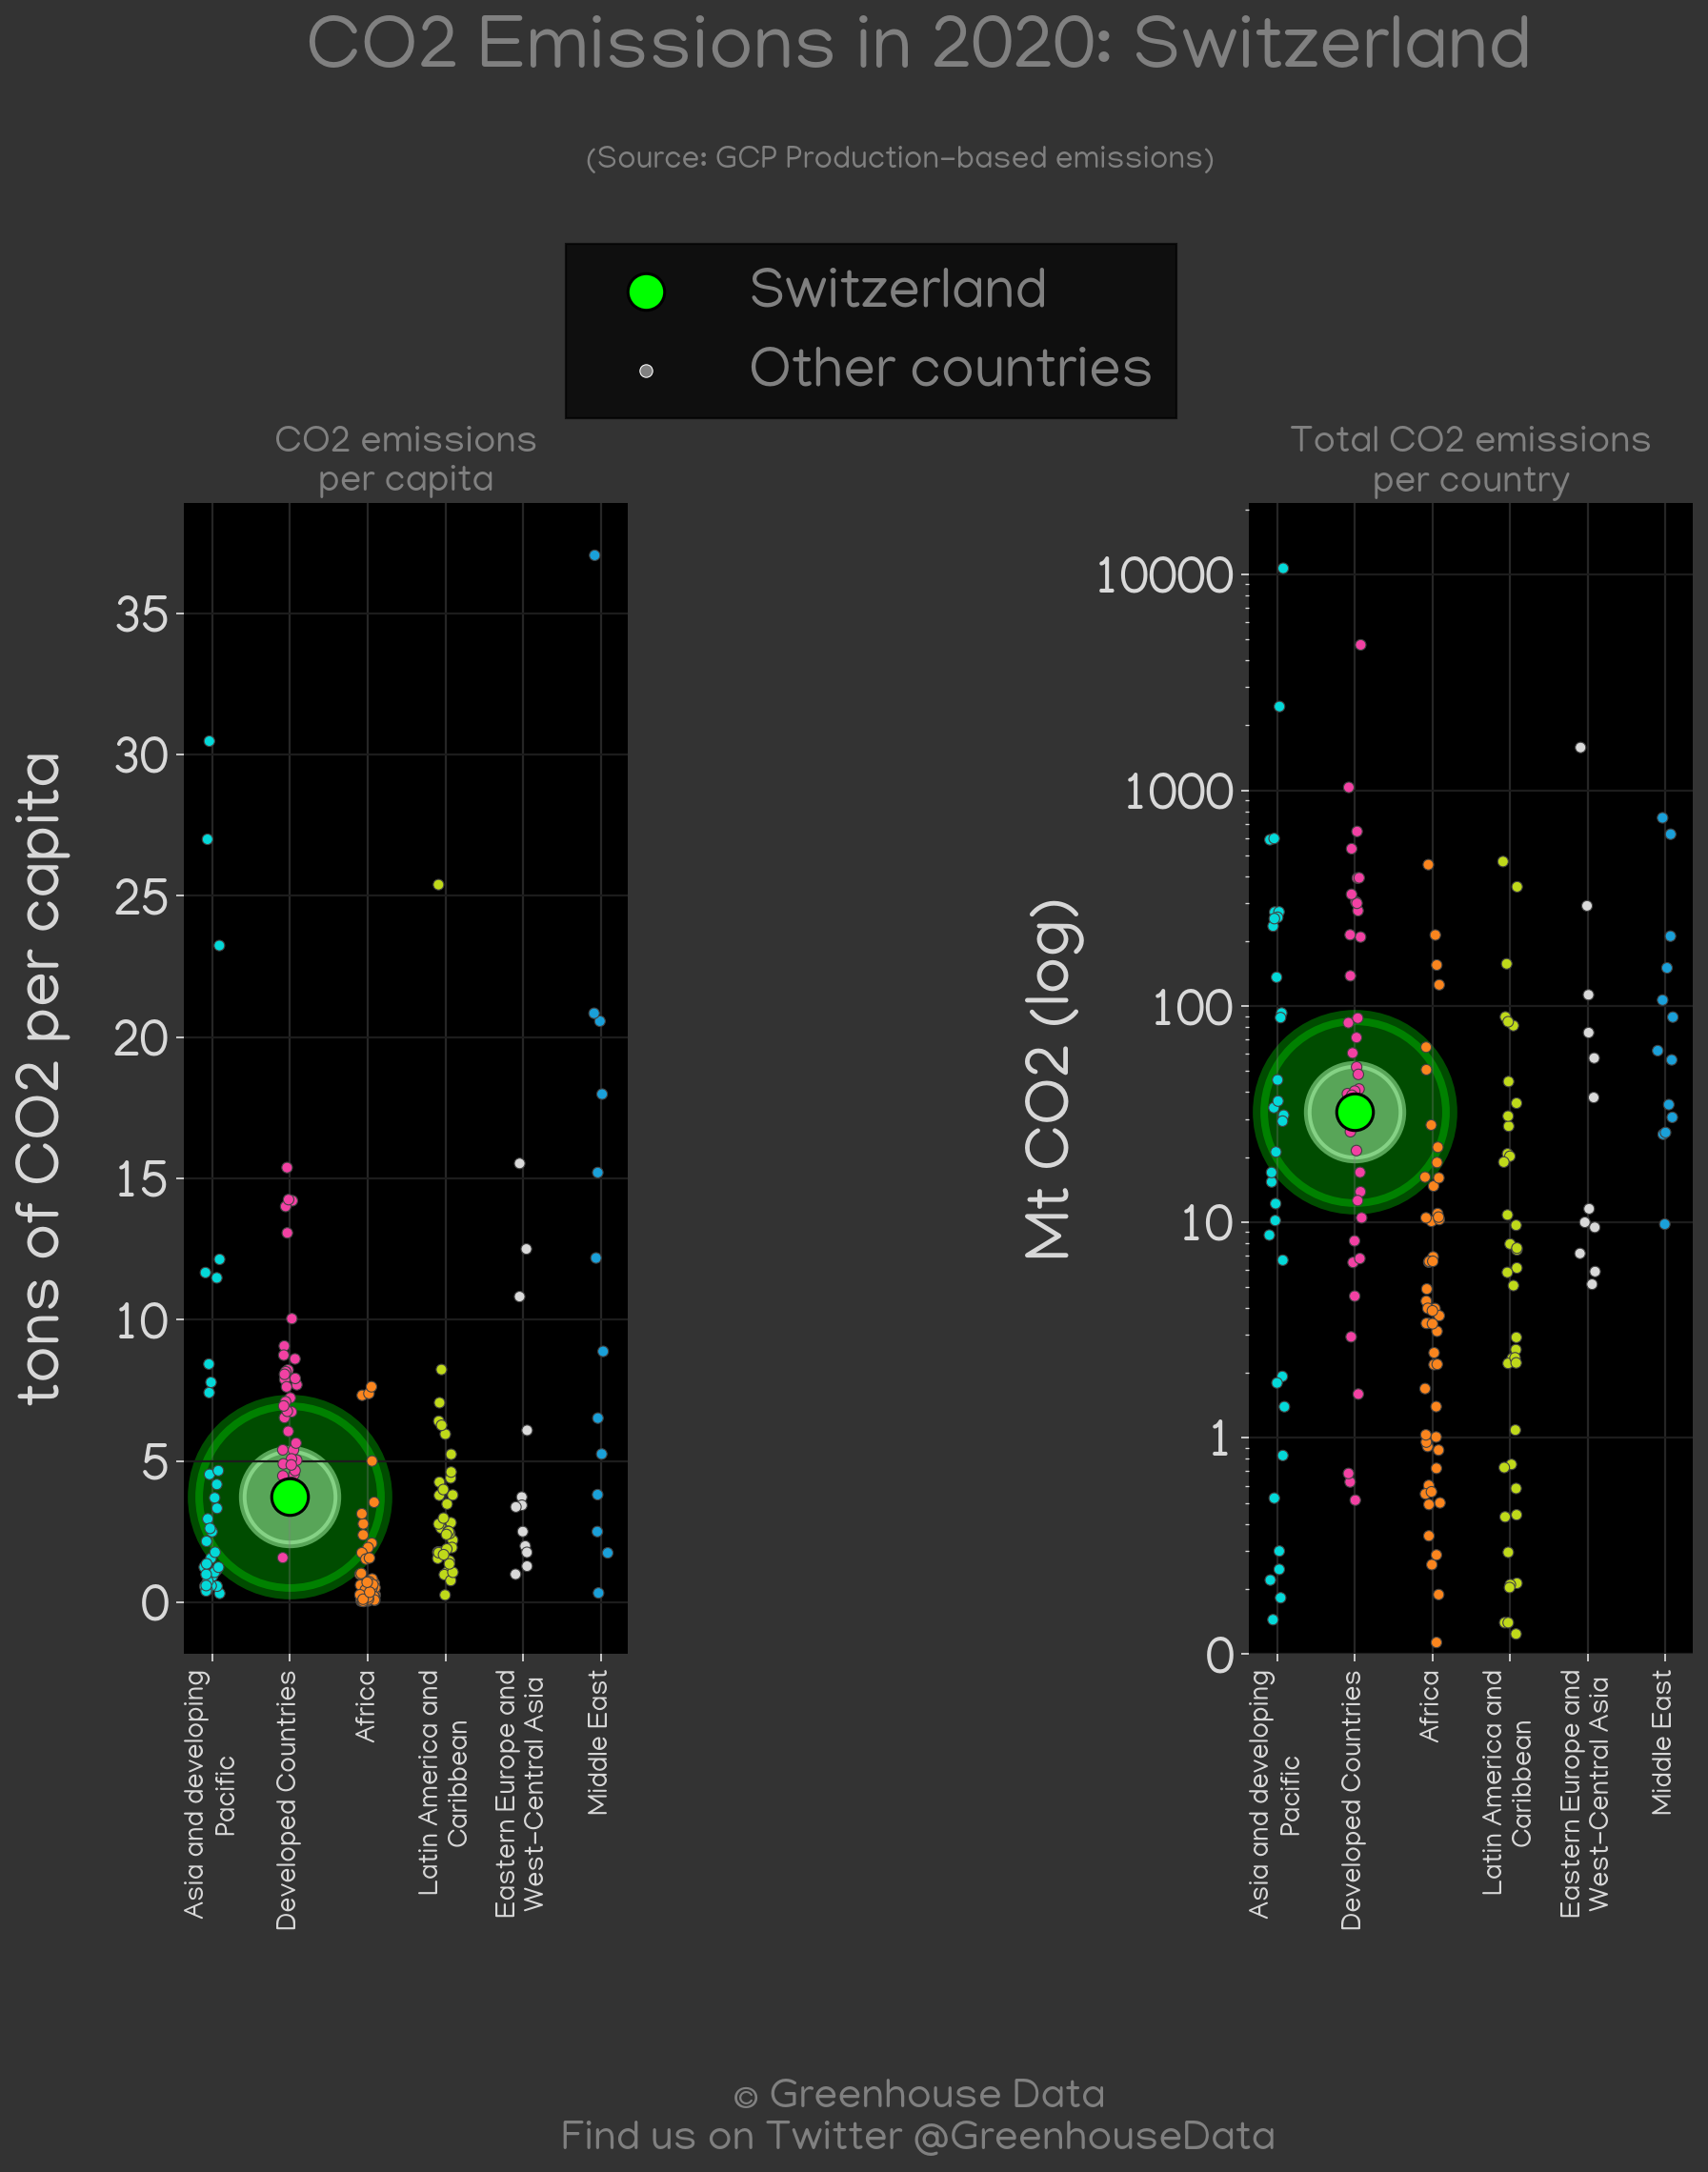 CO2 Emissions in 2020: Switzerland
(Source: GCP Production-based emissions)
Switzerland
Other countries
CO2 emissions
per capita
tons of CO2 per capita
35
30
25
20
15
10
5
0
Asia and developing
Pacific
Developed Countries
Africa
Latin America and
Caribbean
Eastern Europe and
West-Central Asia
Middle East
Total CO2 emissions
per country
Mt CO2 (log)
10000
1000
100
10
1
0
Asia and developing
Pacific
Developed Countries
Africa
Latin America and
Caribbean
Eastern Europe and
West-Central Asia
Middle East
© Greenhouse Data
Find us on Twitter @GreenhouseData